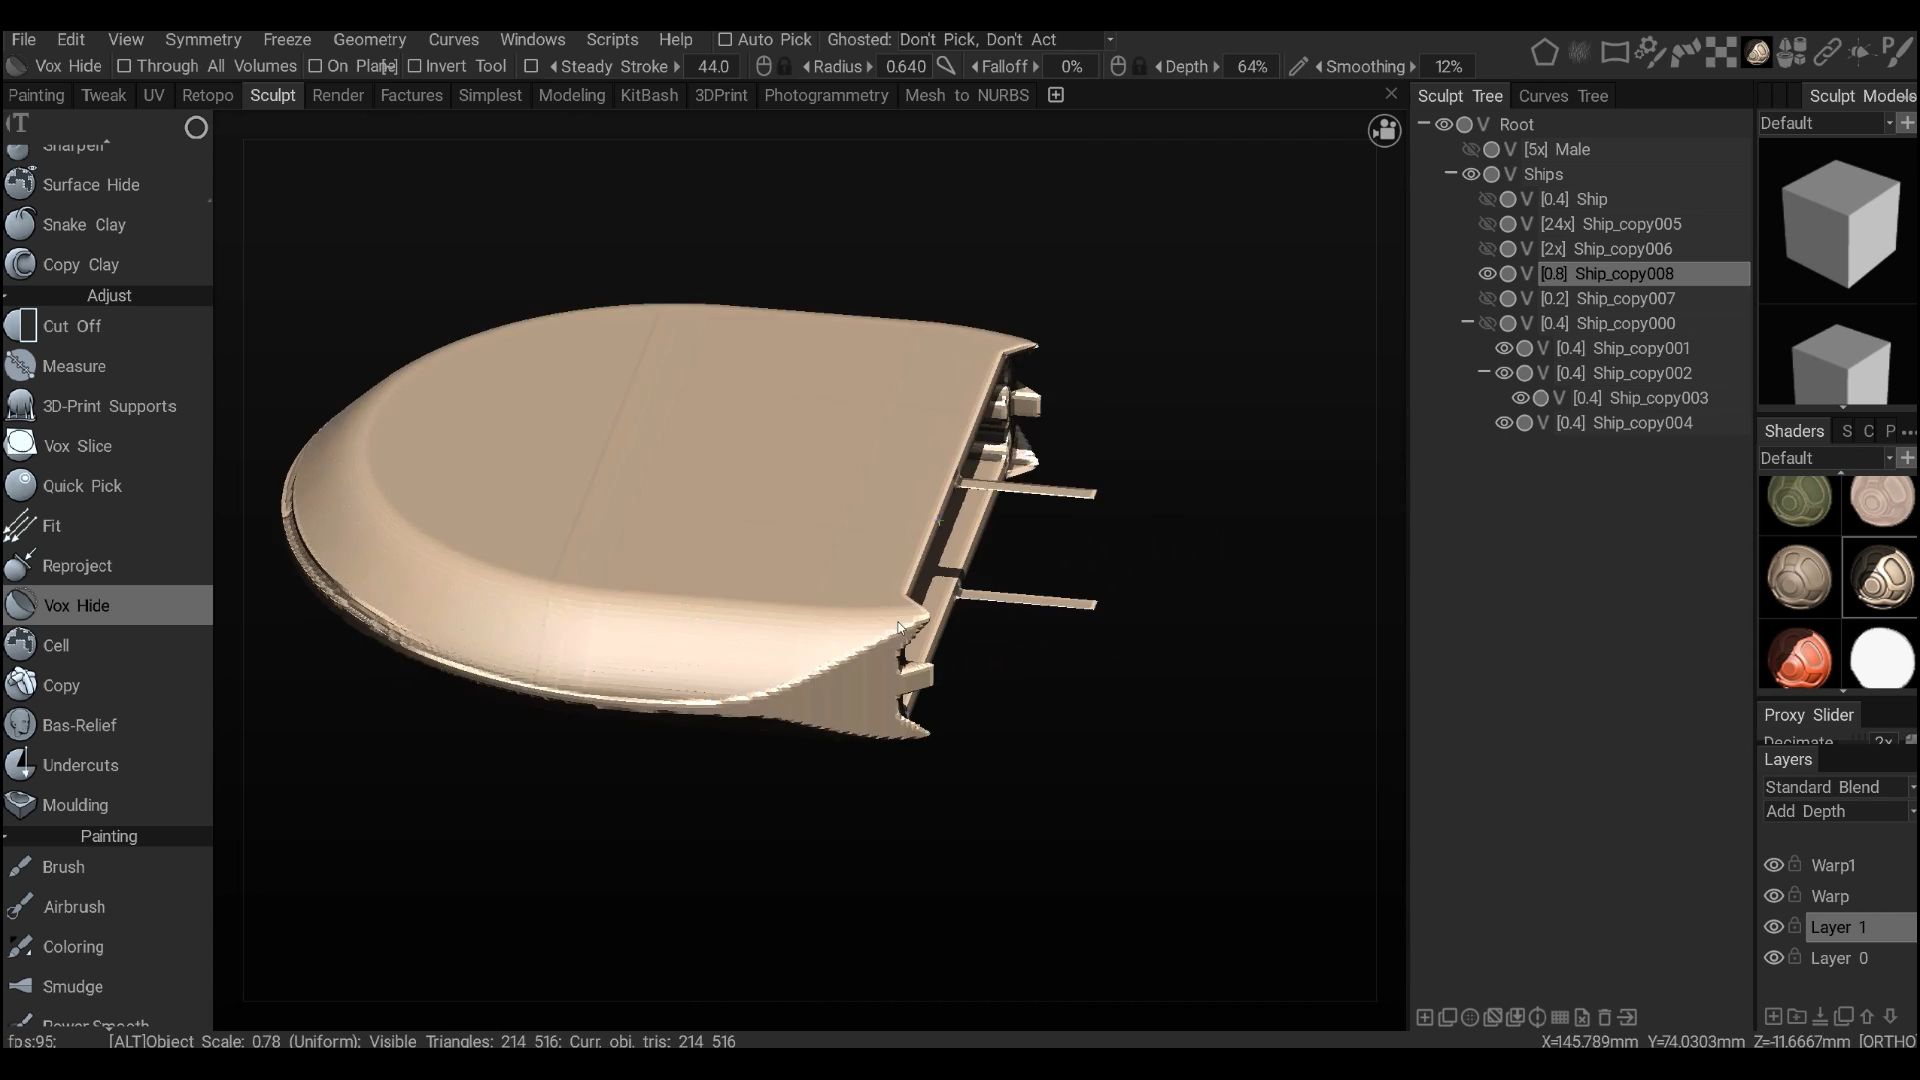 File Edit View Symmetry Freeze Geometry Curves Windows Scripts Help Auto Pick Ghosted: Don't Pick, Don't Act
Vox Hide Through All Volumes On Plane Invert Tool Steady Stroke 44.0 Radius 0.640 Falloff 0% Depth 64% Smoothing 12%
Painting Tweak UV Retopo Sculpt Render Factures Simplest Modeling KitBash 3DPrint Photogrammetry Mesh to NURBS
Sharpen
Surface Hide
Snake Clay
Copy Clay
Adjust
Cut Off
Measure
3D-Print Supports
Vox Slice
Quick Pick
Fit
Reproject
Vox Hide
Cell
Copy
Bas-Relief
Undercuts
Moulding
Painting
Brush
Airbrush
Coloring
Smudge
Power Smooth
Sculpt Tree Curves Tree
V Root
V [5x] Male
V Ships
V [0.4] Ship
V [24x] Ship_copy005
V [2x] Ship_copy006
V [0.8] Ship_copy008
V [0.2] Ship_copy007
V [0.4] Ship_copy000
V [0.4] Ship_copy001
V [0.4] Ship_copy002
V [0.4] Ship_copy003
V [0.4] Ship_copy004
Sculpt Models
Default
Shaders S C P ...
Default
Proxy Slider
Decimate 2x
Layers
Standard Blend
Add Depth
Warp1
Warp
Layer 1
Layer 0
fps:95; [ALT]Object Scale: 0.78 (Uniform); Visible Triangles: 214 516; Curr. obj. tris: 214 516 X=145.789mm Y=74.0303mm Z=-11.6667mm [ORTHO